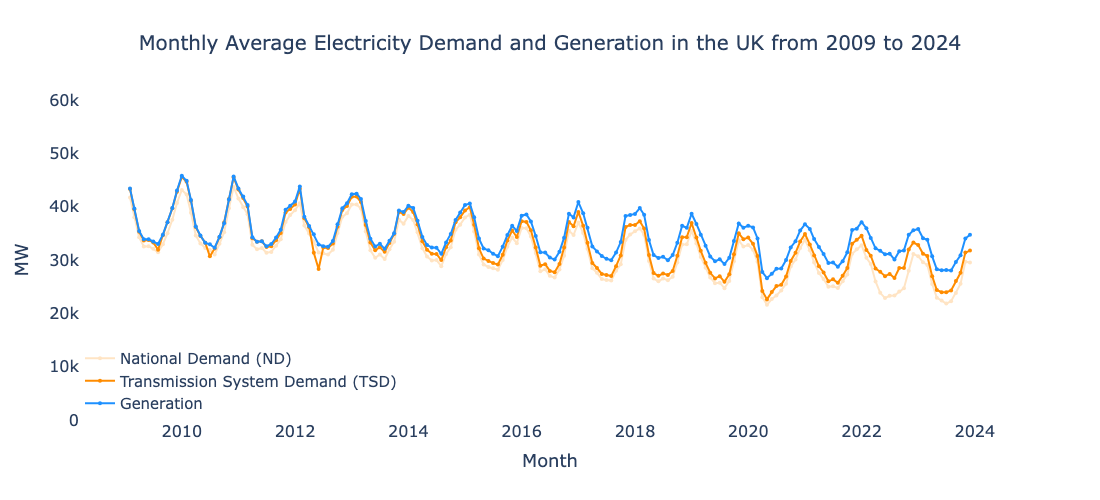 Monthly Average Electricity Demand and Generation in the UK from 2009 to 2024
60k
50k
40k
30k
20k
10k
0
MW
National Demand (ND)
Transmission System Demand (TSD)
Generation
2010 2012 2014 2016 2018 2020 2022 2024
Month